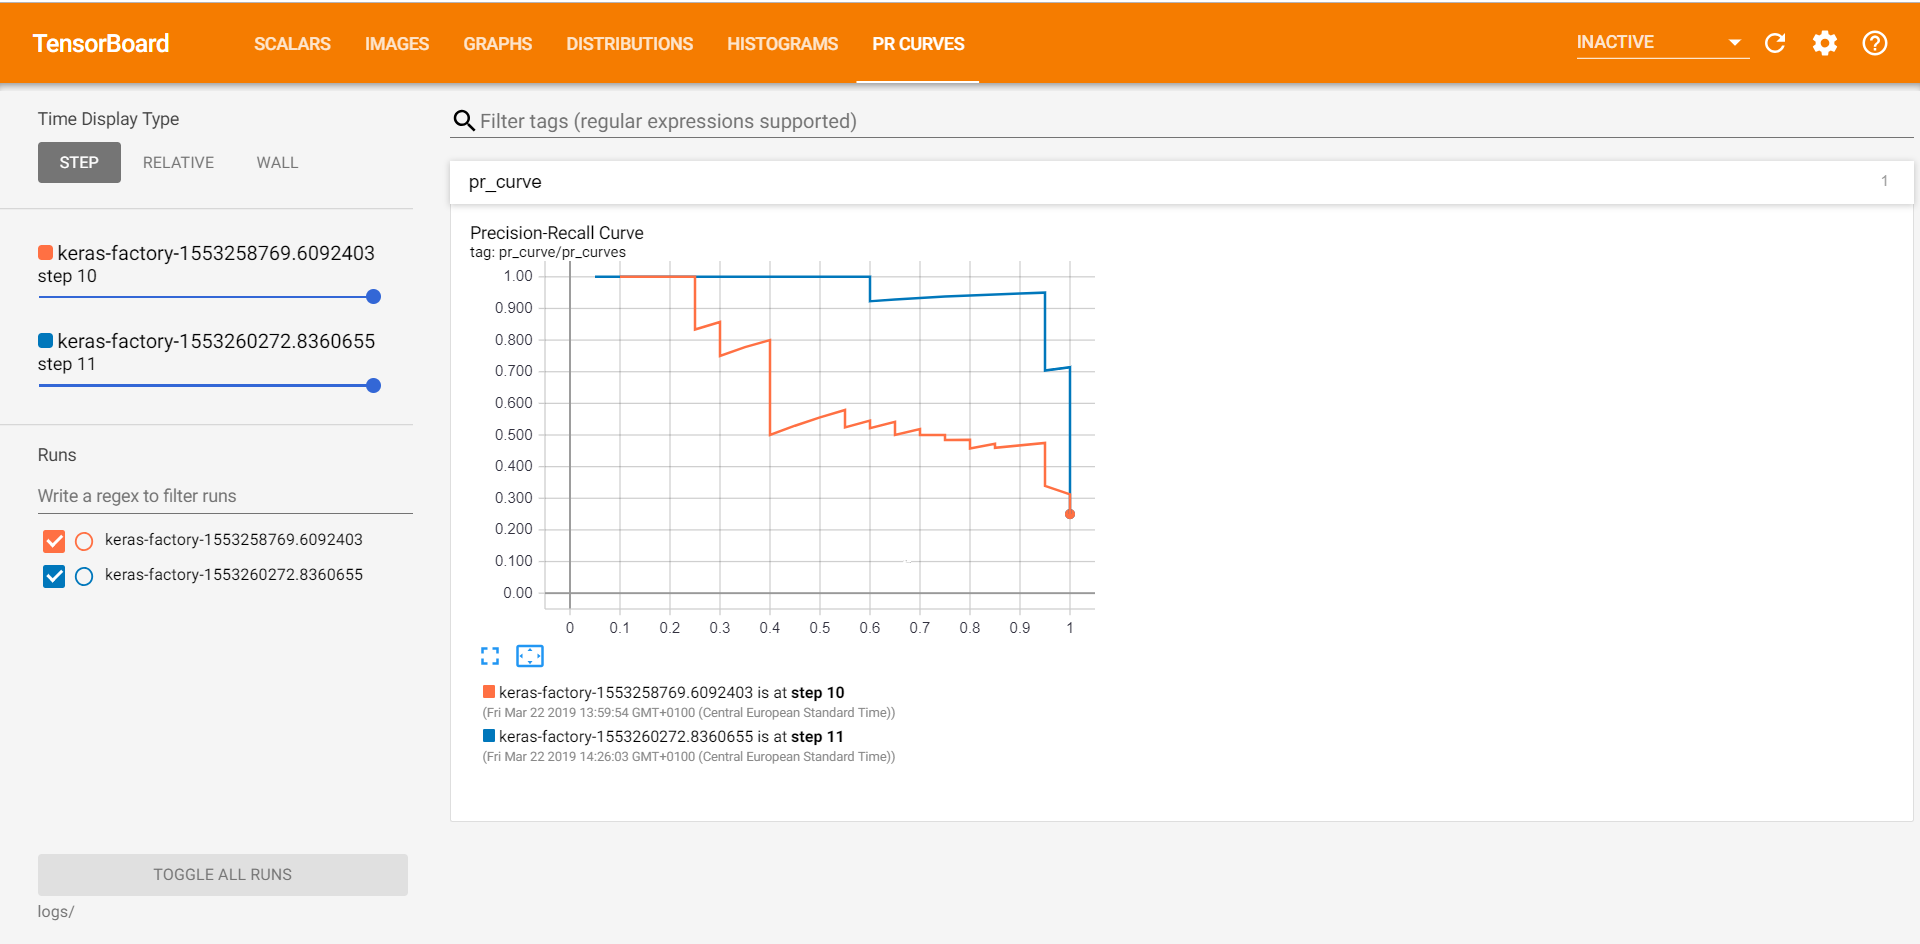 TensorBoard SCALARS IMAGES GRAPHS DISTRIBUTIONS HISTOGRAMS PR CURVES INACTIVE
Time Display Type
STEP RELATIVE WALL
keras-factory-1553258769.6092403
step 10
keras-factory-1553260272.8360655
step 11
Runs
Write a regex to filter runs
keras-factory-1553258769.6092403
keras-factory-1553260272.8360655
TOGGLE ALL RUNS
logs/
Filter tags (regular expressions supported)
pr_curve 1
Precision-Recall Curve
tag: pr_curve/pr_curves
1.00
0.900
0.800
0.700
0.600
0.500
0.400
0.300
0.200
0.100
0.00
0 0.1 0.2 0.3 0.4 0.5 0.6 0.7 0.8 0.9 1
keras-factory-1553258769.6092403 is at step 10
(Fri Mar 22 2019 13:59:54 GMT+0100 (Central European Standard Time))
keras-factory-1553260272.8360655 is at step 11
(Fri Mar 22 2019 14:26:03 GMT+0100 (Central European Standard Time))